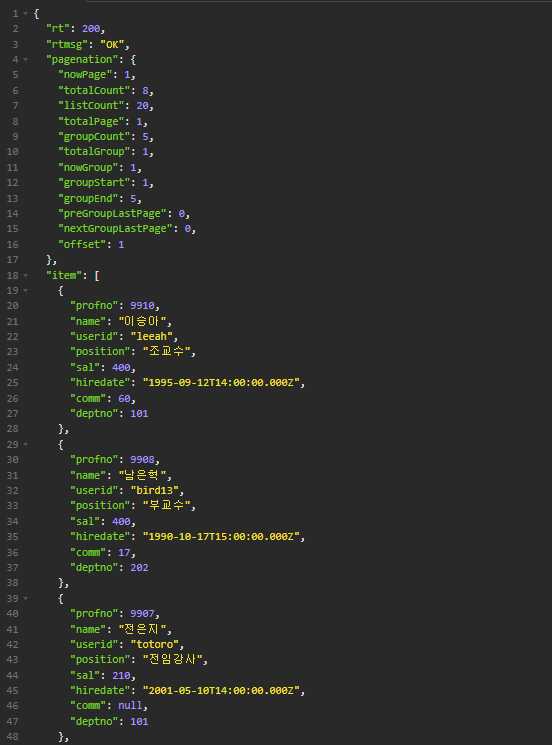 1 {
2 "rt": 200,
3 "rtmsg": "OK",
4 "pagenation": {
5 "nowPage": 1,
6 "totalCount": 8,
7 "listCount": 20,
8 "totalPage": 1,
9 "groupCount": 5,
10 "totalGroup": 1,
11 "nowGroup": 1,
12 "groupStart": 1,
13 "groupEnd": 5,
14 "preGroupLastPage": 0,
15 "nextGroupLastPage": 0,
16 "offset": 1
17 },
18 "item": [
19 {
20 "profno": 9910,
21 "name": "이승아",
22 "userid": "leeah",
23 "position": "조교수",
24 "sal": 400,
25 "hiredate": "1995-09-12T14:00:00.000Z",
26 "comm": 60,
27 "deptno": 101
28 },
29 {
30 "profno": 9908,
31 "name": "남은혁",
32 "userid": "bird13",
33 "position": "부교수",
34 "sal": 400,
35 "hiredate": "1990-10-17T15:00:00.000Z",
36 "comm": 17,
37 "deptno": 202
38 },
39 {
40 "profno": 9907,
41 "name": "전은지",
42 "userid": "totoro",
43 "position": "전임강사",
44 "sal": 210,
45 "hiredate": "2001-05-10T14:00:00.000Z",
46 "comm": null,
47 "deptno": 101
48 },